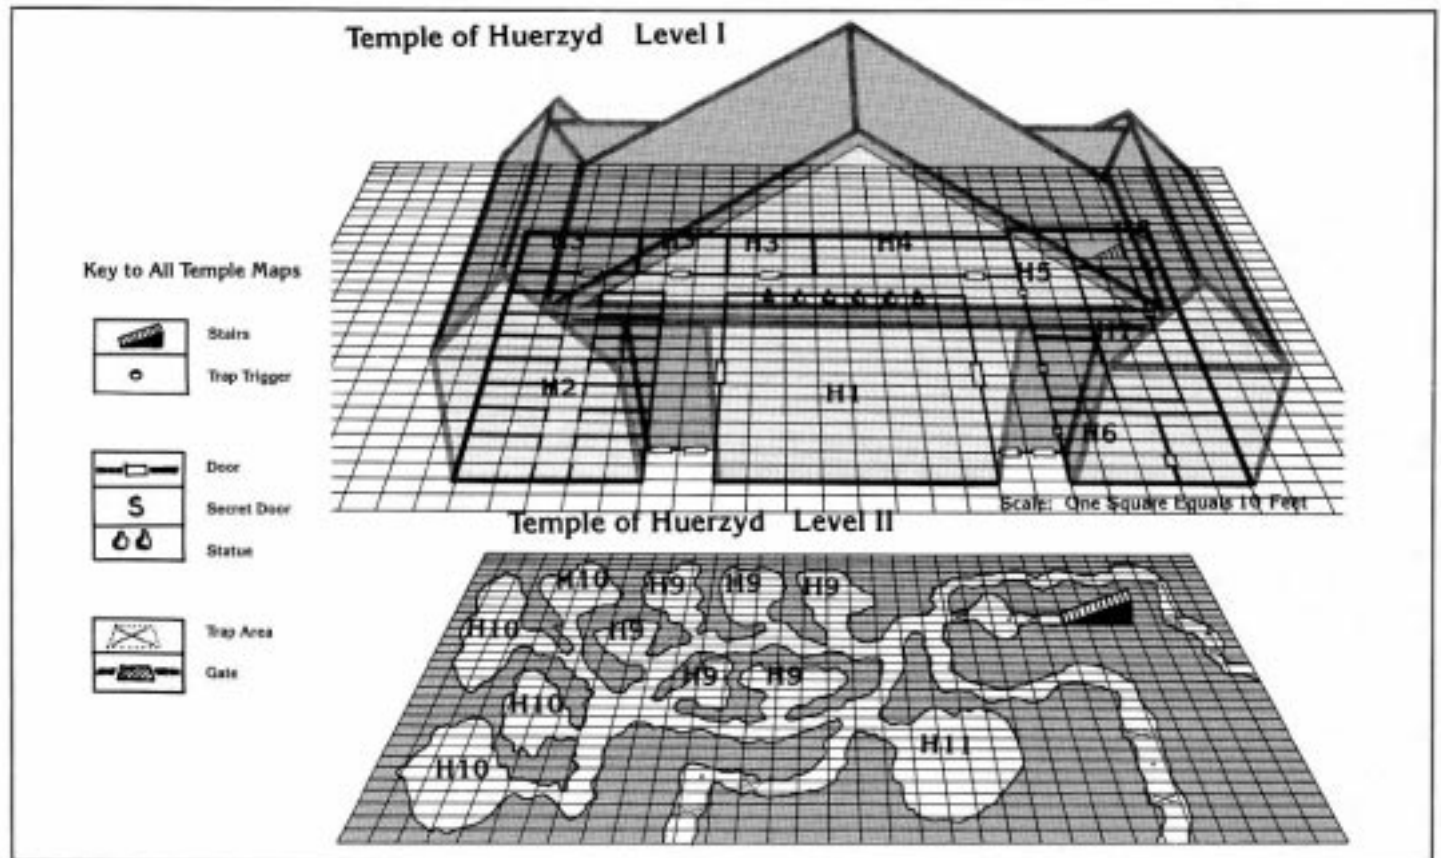 Temple of Huerzyd Level I
Key to All Temple Maps
Stairs
Trap Trigger
Door
S Secret Door
Statue
Trap Area
Gate
H3 H3 H3 H4
H5
H2
H1
H6
Scale: One Square Equals 10 Feet
Temple of Huerzyd Level II
H10 H9 H9 H9
H10 H9
H9 H9
H10
H11
H10